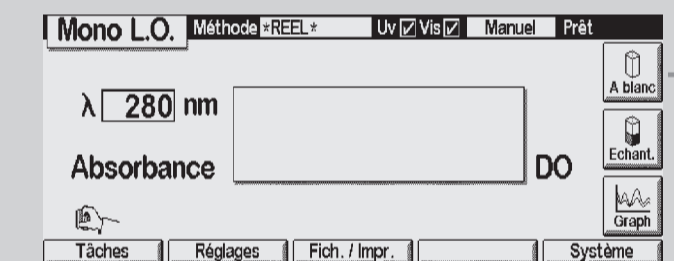 Mono L.O. Méthode *REEL* Uv Vis Manuel Prêt
A blanc
λ 280 nm
Echant.
Absorbance DO
Graph
Tâches Réglages Fich. / Impr. Système